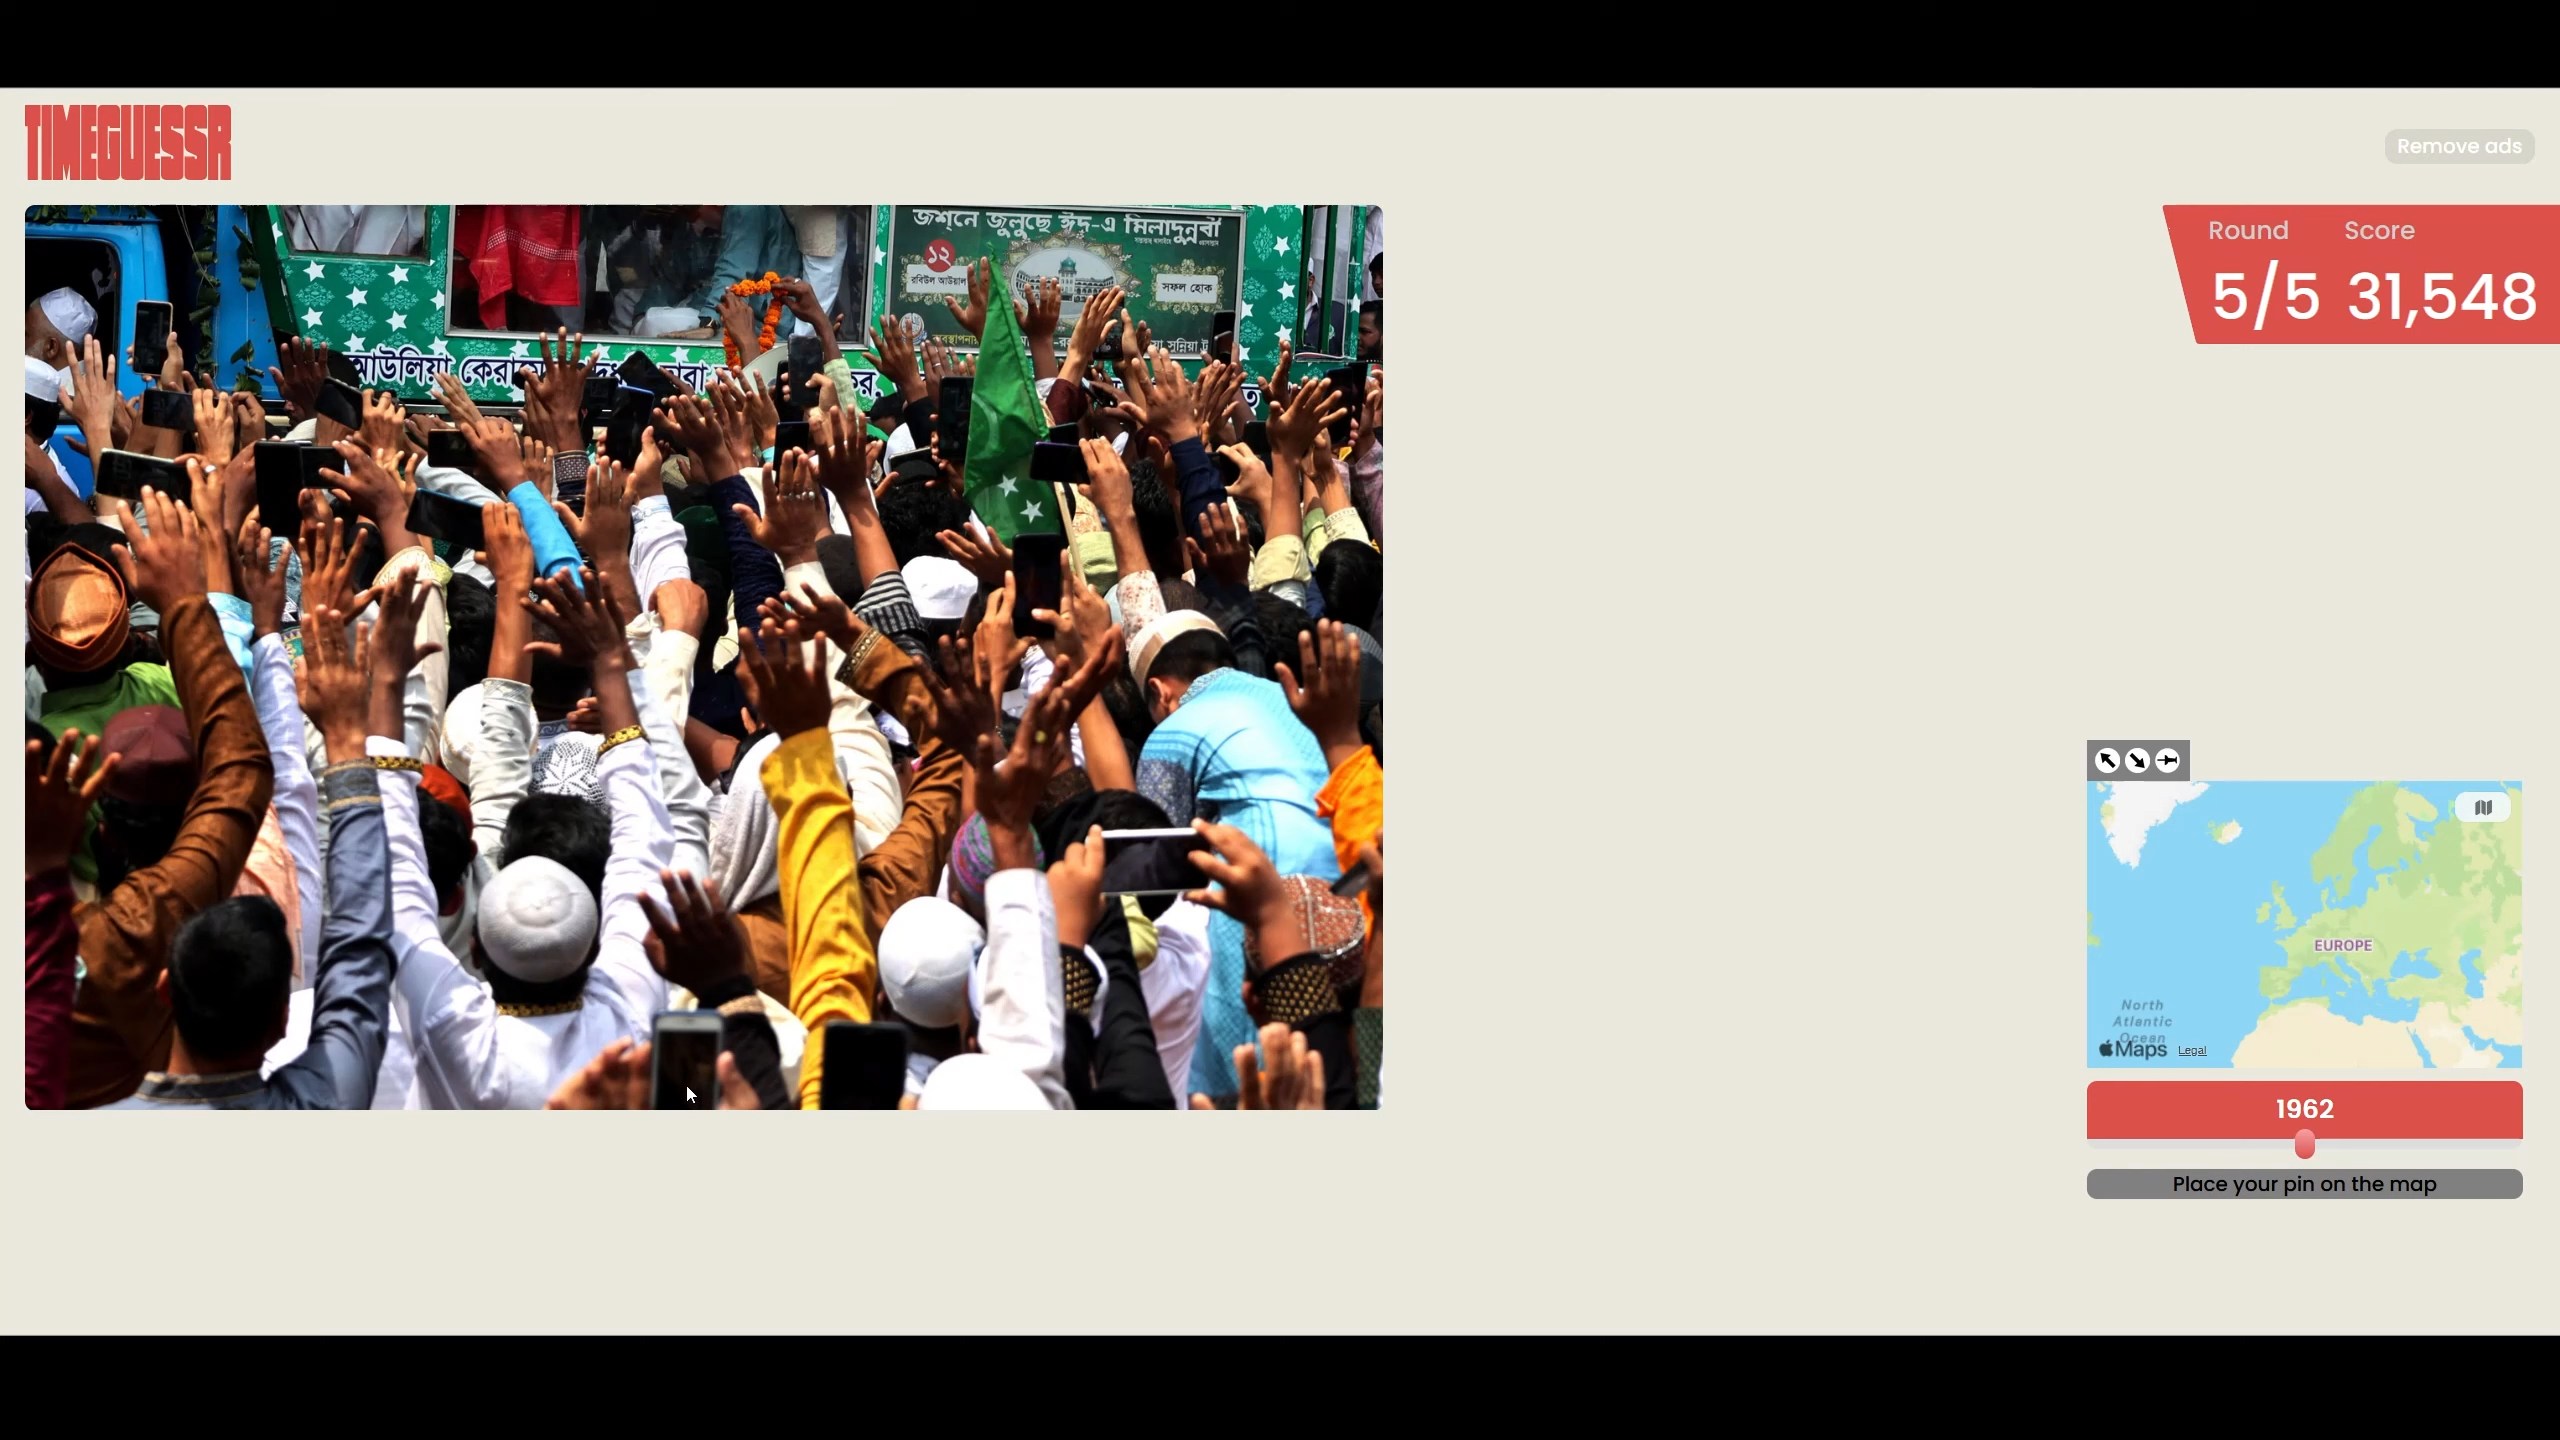 TIMEGUESSR
Remove ads
Round Score
5/5 31,548
জশ্‌নে জুলুছে ঈদ-এ মিলাদুন্নবী
১২
রবিউল আউয়াল
সফল হোক
আউলিয়া
সুন্নিয়া
EUROPE
North
Atlantic
Ocean
Maps Legal
1962
Place your pin on the map